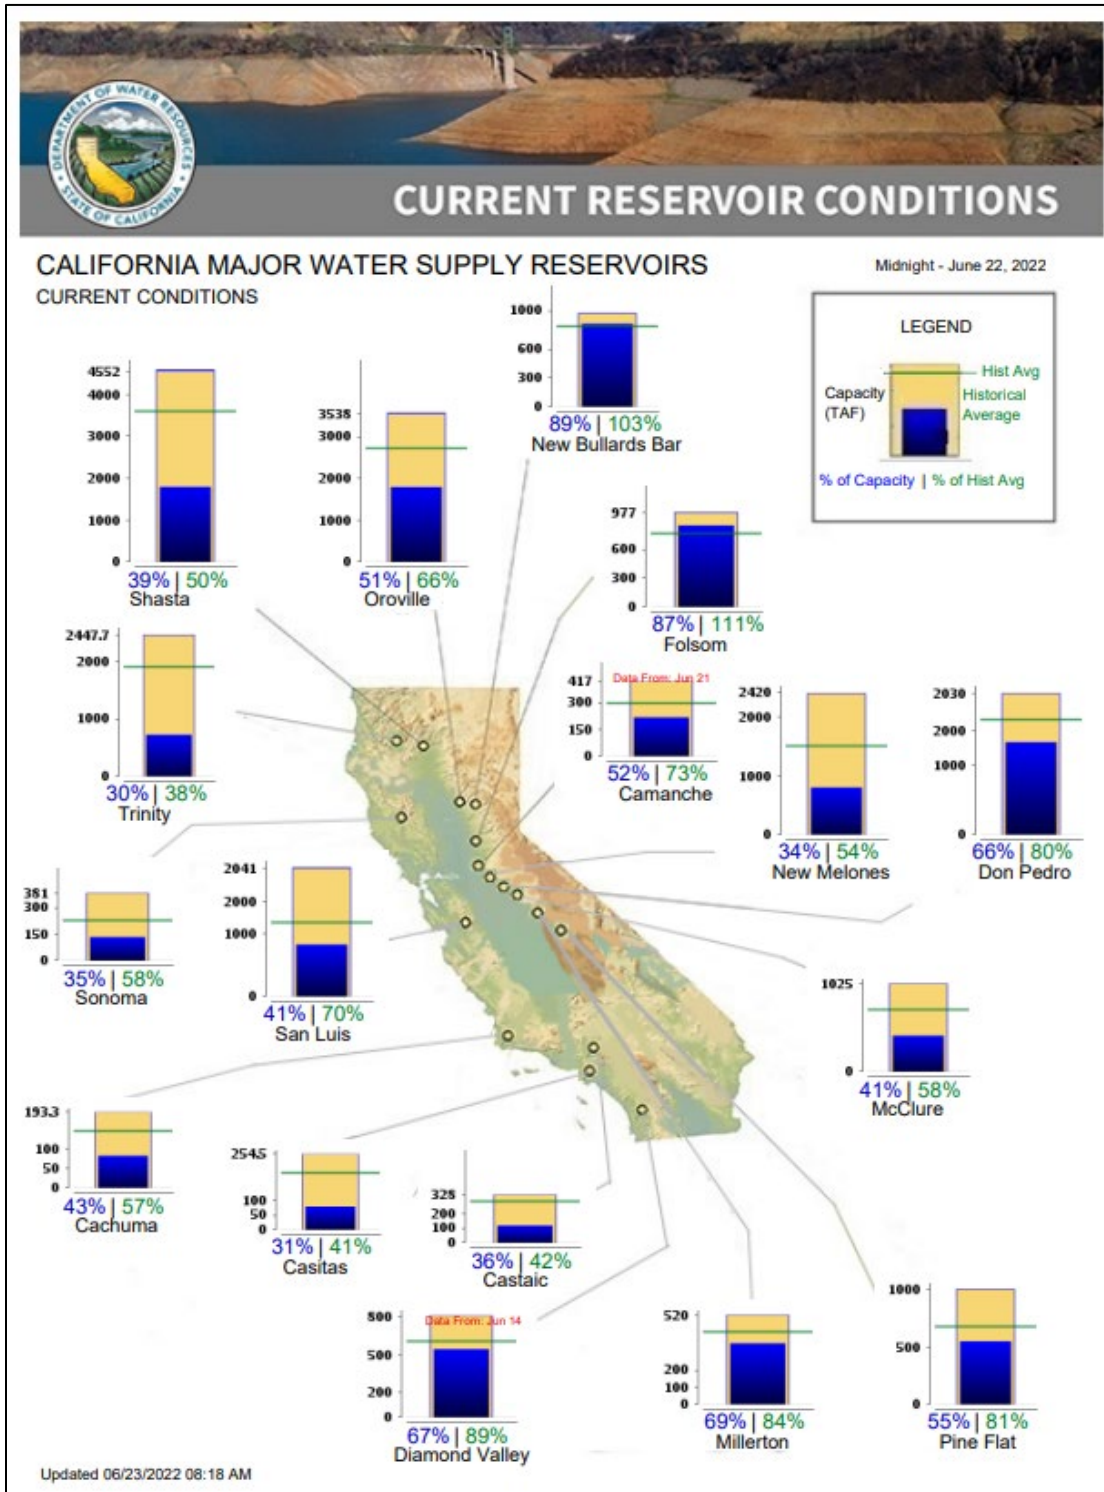 DEPARTMENT OF WATER RESOURCES
STATE OF CALIFORNIA
CURRENT RESERVOIR CONDITIONS
CALIFORNIA MAJOR WATER SUPPLY RESERVOIRS
CURRENT CONDITIONS
Midnight - June 22, 2022
LEGEND
Hist Avg
Capacity
(TAF)
Historical
Average
% of Capacity | % of Hist Avg
1000
600
300
0
89% | 103%
New Bullards Bar
4552
4000
3000
2000
1000
0
39% | 50%
Shasta
3538
3000
2000
1000
0
51% | 66%
Oroville
977
600
300
0
87% | 111%
Folsom
2447.7
2000
1000
0
30% | 38%
Trinity
417
300
150
0
Data From: Jun 21
52% | 73%
Camanche
2420
2000
1000
0
34% | 54%
New Melones
2030
2000
1000
0
66% | 80%
Don Pedro
381
300
150
0
35% | 58%
Sonoma
2041
2000
1000
0
41% | 70%
San Luis
1025
0
41% | 58%
McClure
193.3
100
50
0
43% | 57%
Cachuma
254.5
100
50
0
31% | 41%
Casitas
328
200
100
0
36% | 42%
Castaic
800
500
200
0
Data From: Jun 14
67% | 89%
Diamond Valley
520
200
100
0
69% | 84%
Millerton
1000
500
0
55% | 81%
Pine Flat
Updated 06/23/2022 08:18 AM